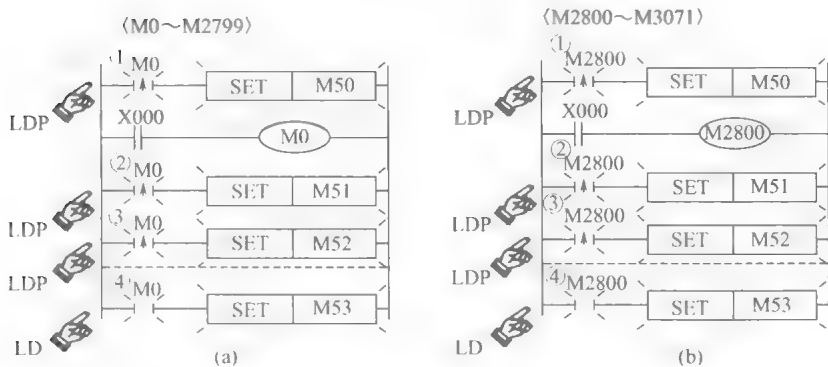 〈M0～M2799〉
1 M0
SET M50
LDP
X000
M0
② M0
SET M51
LDP
③ M0
SET M52
LDP
4 M0
SET M53
LD
(a)
〈M2800～M3071〉
① M2800
SET M50
LDP
X000
M2800
② M2800
SET M51
LDP
③ M2800
SET M52
LDP
④ M2800
SET M53
LD
(b)